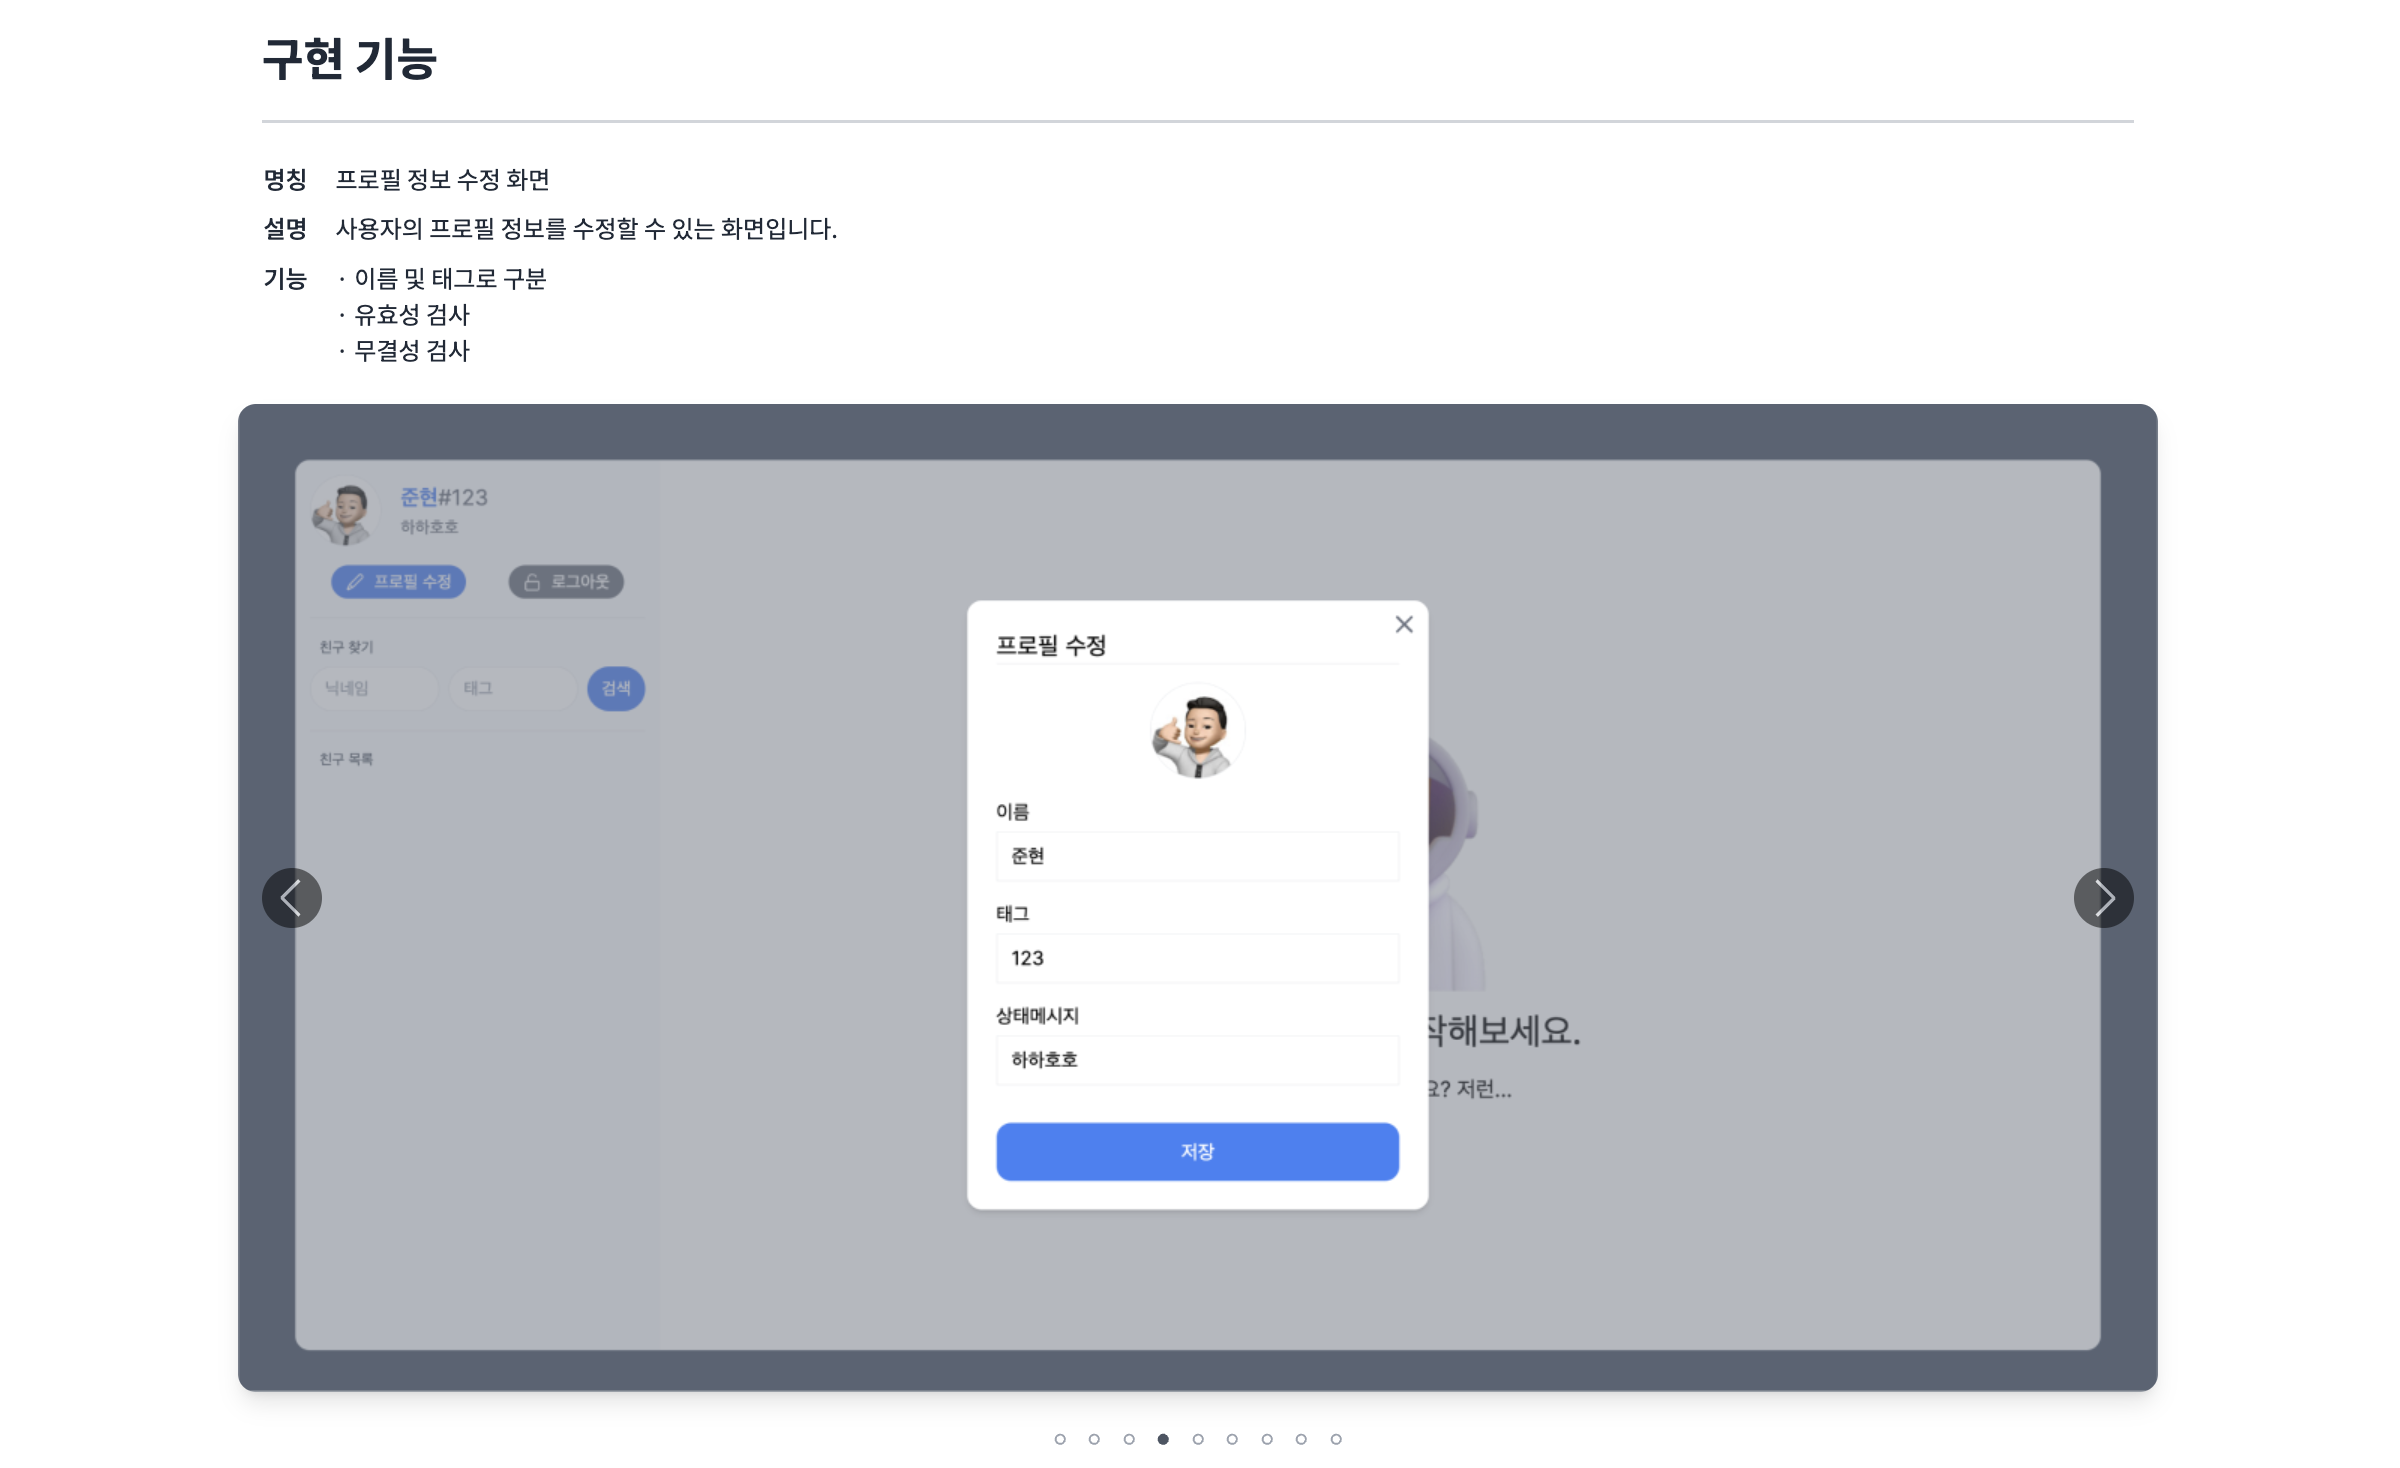 구현 기능
명칭 프로필 정보 수정 화면
설명 사용자의 프로필 정보를 수정할 수 있는 화면입니다.
기능 · 이름 및 태그로 구분
· 유효성 검사
· 무결성 검사
준현#123
하하호호
프로필 수정 로그아웃
친구 찾기
닉네임 태그 검색
친구 목록
프로필 수정
이름
준현
태그
123
상태메시지
하하호호
저장
작해보세요.
요? 저런...